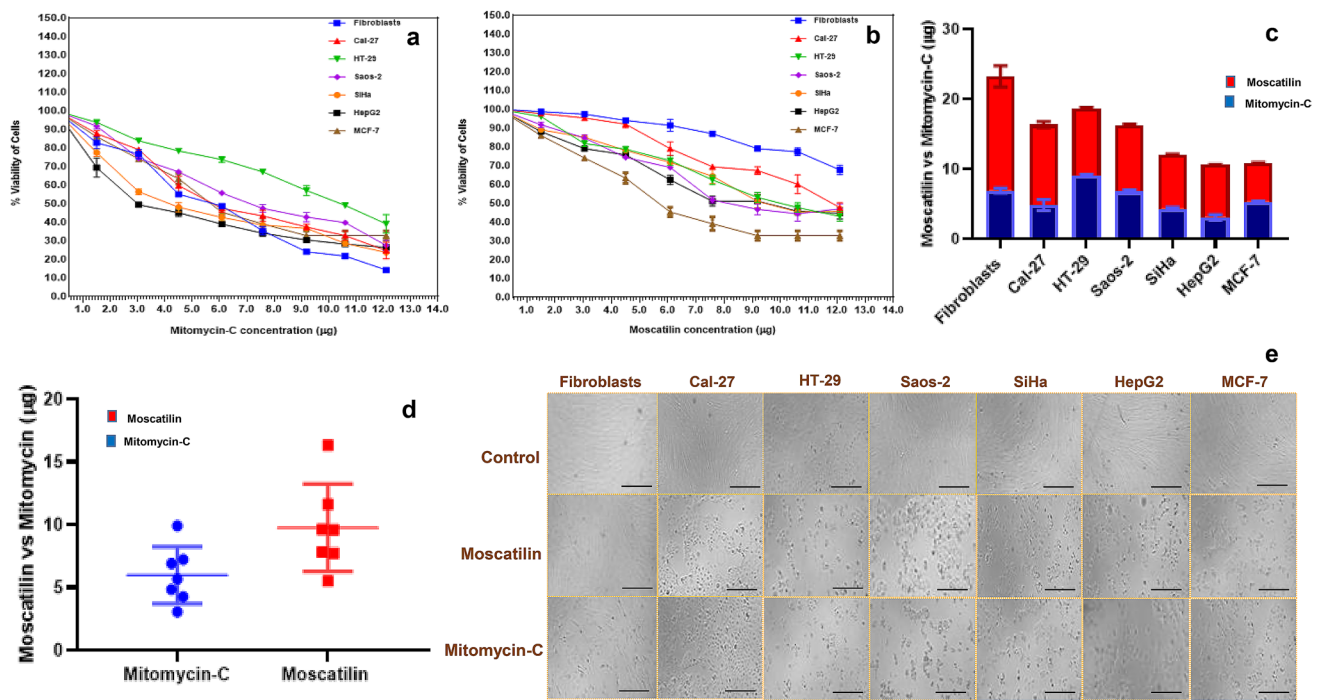 150.0
140.0
130.0
120.0
110.0
100.0
90.0
80.0
70.0
60.0
50.0
40.0
30.0
20.0
10.0
0.0
% Viability of Cells
1.0 2.0 3.0 4.0 5.0 6.0 7.0 8.0 9.0 10.0 11.0 12.0 13.0 14.0
Mitomycin-C concentration (µg)
Fibroblasts
Cal-27
HT-29
Saos-2
SiHa
HepG2
MCF-7
a
150.0
140.0
130.0
120.0
110.0
100.0
90.0
80.0
70.0
60.0
50.0
40.0
30.0
20.0
10.0
0.0
% Viability of Cells
1.0 2.0 3.0 4.0 5.0 6.0 7.0 8.0 9.0 10.0 11.0 12.0 13.0 14.0
Moscatilin concentration (µg)
Fibroblasts
Cal-27
HT-29
Saos-2
SiHa
HepG2
MCF-7
b
30
20
10
0
Moscatilin vs Mitomycin-C (µg)
Fibroblasts
Cal-27
HT-29
Saos-2
SiHa
HepG2
MCF-7
c
Moscatilin
Mitomycin-C
20
15
10
5
0
Moscatilin vs Mitomycin (µg)
Mitomycin-C Moscatilin
Moscatilin
Mitomycin-C
d
e
Fibroblasts Cal-27 HT-29 Saos-2 SiHa HepG2 MCF-7
Control
Moscatilin
Mitomycin-C